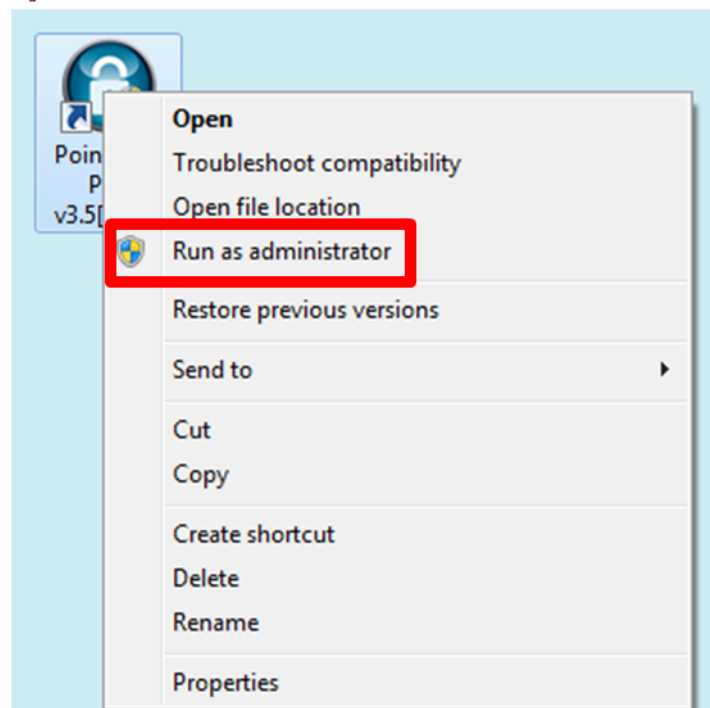 Poin
P
v3.5[
Open
Troubleshoot compatibility
Open file location
Run as administrator
Restore previous versions
Send to
Cut
Copy
Create shortcut
Delete
Rename
Properties